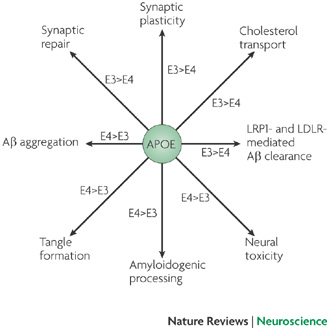 Synaptic
plasticity
Synaptic
repair
Cholesterol
transport
E3>E4
E3>E4
E3>E4
Aβ aggregation
E4>E3
APOE
E3>E4
LRP1- and LDLR-
mediated
Aβ clearance
E4>E3
E4>E3
E4>E3
Tangle
formation
Amyloidogenic
processing
Neural
toxicity
Nature Reviews | Neuroscience